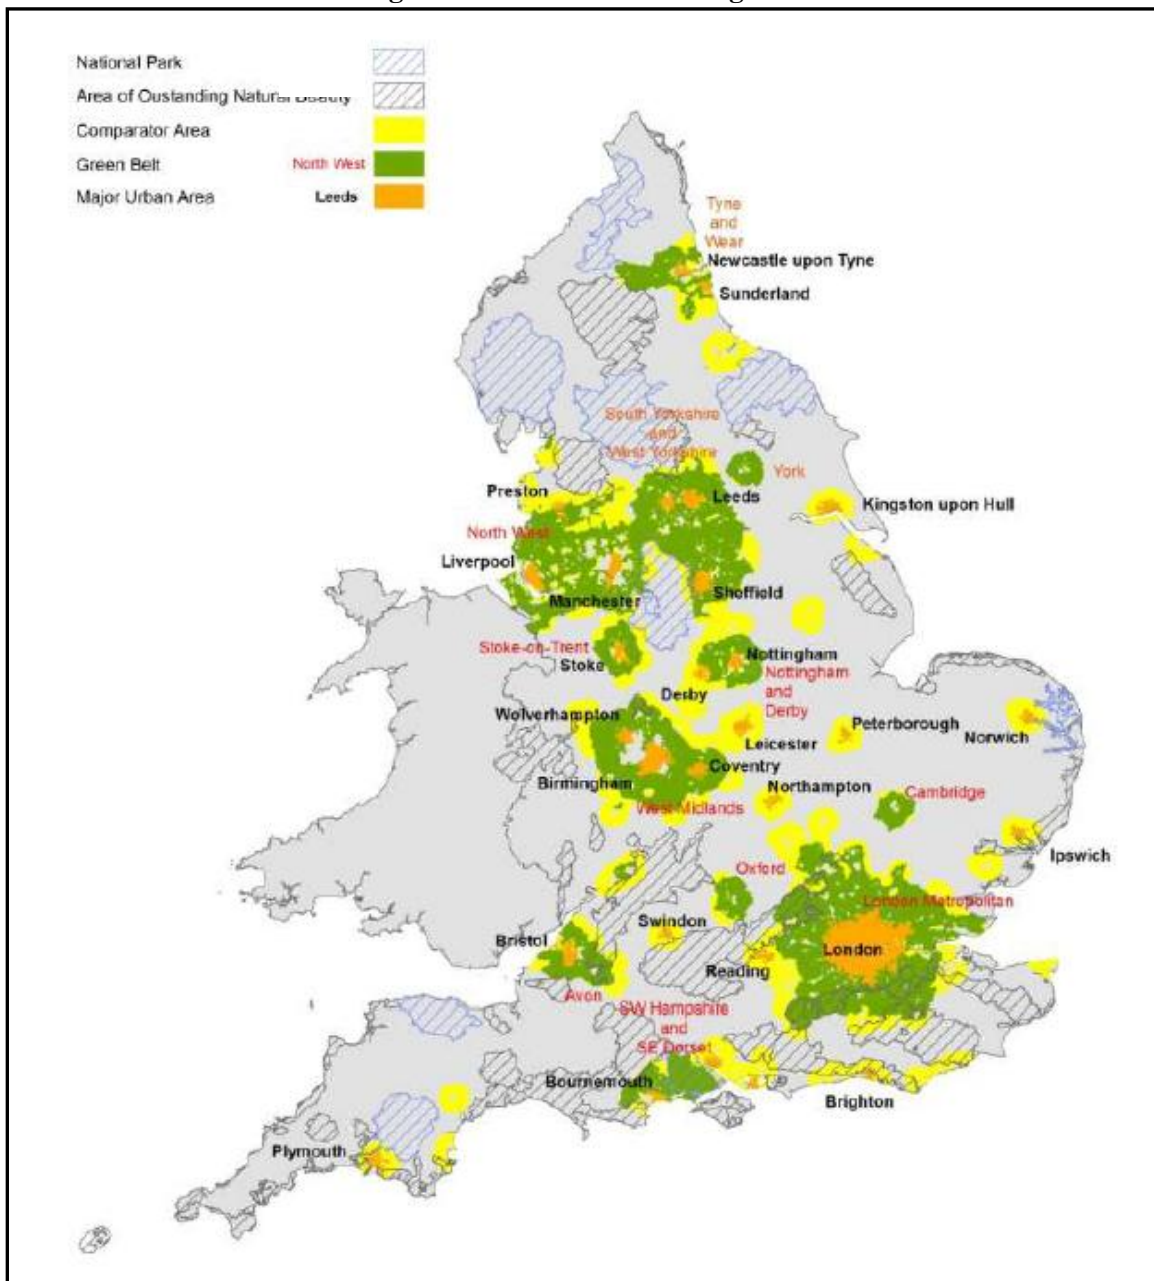 National Park
Area of Oustanding Natural Beauty
Comparator Area
Green Belt North West
Major Urban Area Leeds
Tyne
and
Wear
Newcastle upon Tyne
Sunderland
South Yorkshire
and
West Yorkshire
York
Preston
Leeds
Kingston upon Hull
North West
Liverpool
Manchester
Sheffield
Stoke-on-Trent
Stoke
Nottingham
Nottingham
and
Derby
Derby
Wolverhampton
Leicester
Peterborough
Norwich
Birmingham
Coventry
Northampton
West Midlands
Cambridge
Ipswich
Oxford
London Metropolitan
Swindon
Bristol
Reading
London
Avon
SW Hampshire
and
SE Dorset
Bournemouth
Brighton
Plymouth